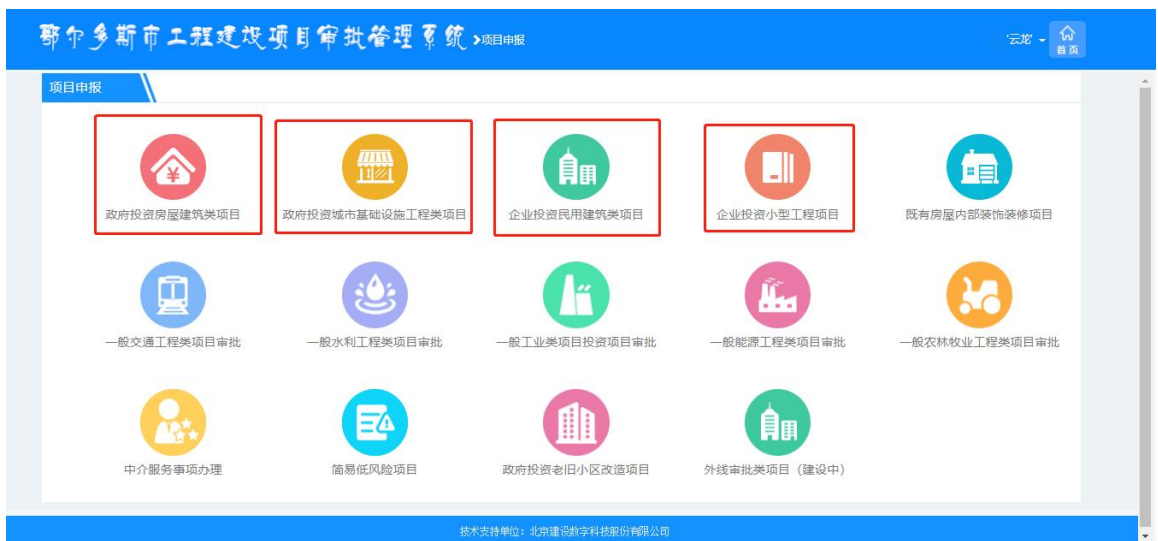 鄂尔多斯市工程建设项目审批管理系统 项目申报
'云龙'
首页
项目申报
¥
政府投资房屋建筑类项目 政府投资城市基础设施工程类项目 企业投资民用建筑类项目 企业投资小型工程项目 既有房屋内部装饰装修项目
一般交通工程类项目审批 一般水利工程类项目审批 一般工业类项目投资项目审批 一般能源工程类项目审批 一般农林牧业工程类项目审批
中介服务事项办理 简易低风险项目 政府投资老旧小区改造项目 外线审批类项目（建设中）
技术支持单位：北京建设数字科技股份有限公司